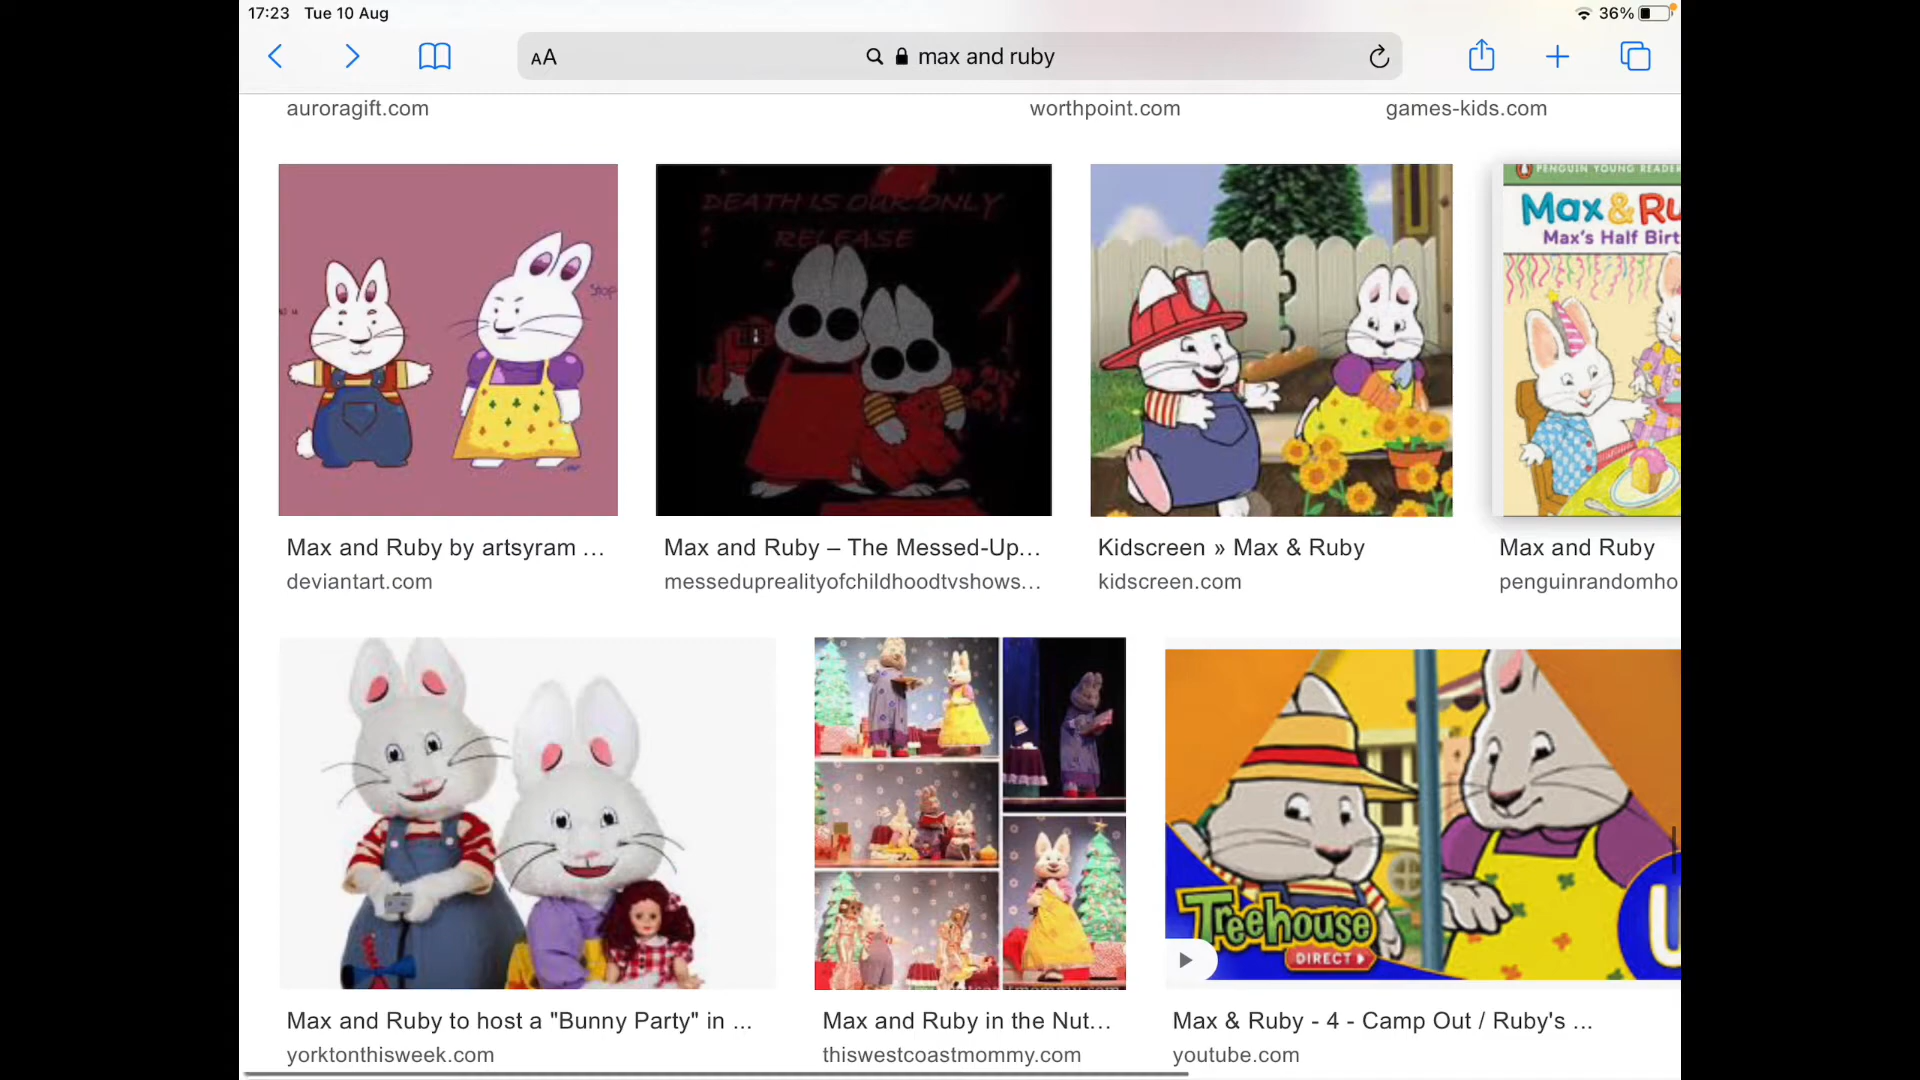 17:23 Tue 10 Aug
36%
AA
max and ruby
auroragift.com
worthpoint.com
games-kids.com
Stop
DEATH IS OUR ONLY
RELEASE
PENGUIN YOUNG READER
Max & Ru
Max's Half Birt
Max and Ruby by artsyram ...
deviantart.com
Max and Ruby – The Messed-Up...
messeduprealityofchildhoodtvshows...
Kidscreen » Max & Ruby
kidscreen.com
Max and Ruby
penguinrandomho
Treehouse
DIRECT
U
Max and Ruby to host a "Bunny Party" in ...
yorktonthisweek.com
Max and Ruby in the Nut...
thiswestcoastmommy.com
Max & Ruby - 4 - Camp Out / Ruby's ...
youtube.com